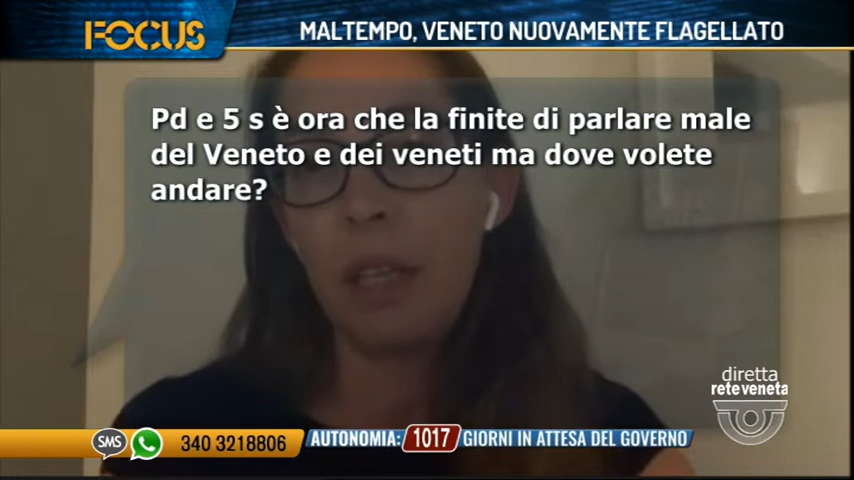 FOCUS
MALTEMPO, VENETO NUOVAMENTE FLAGELLATO
Pd e 5 s è ora che la finite di parlare male
del Veneto e dei veneti ma dove volete
andare?
diretta
reteveneta
SMS 340 3218806 AUTONOMIA: 1017 GIORNI IN ATTESA DEL GOVERNO